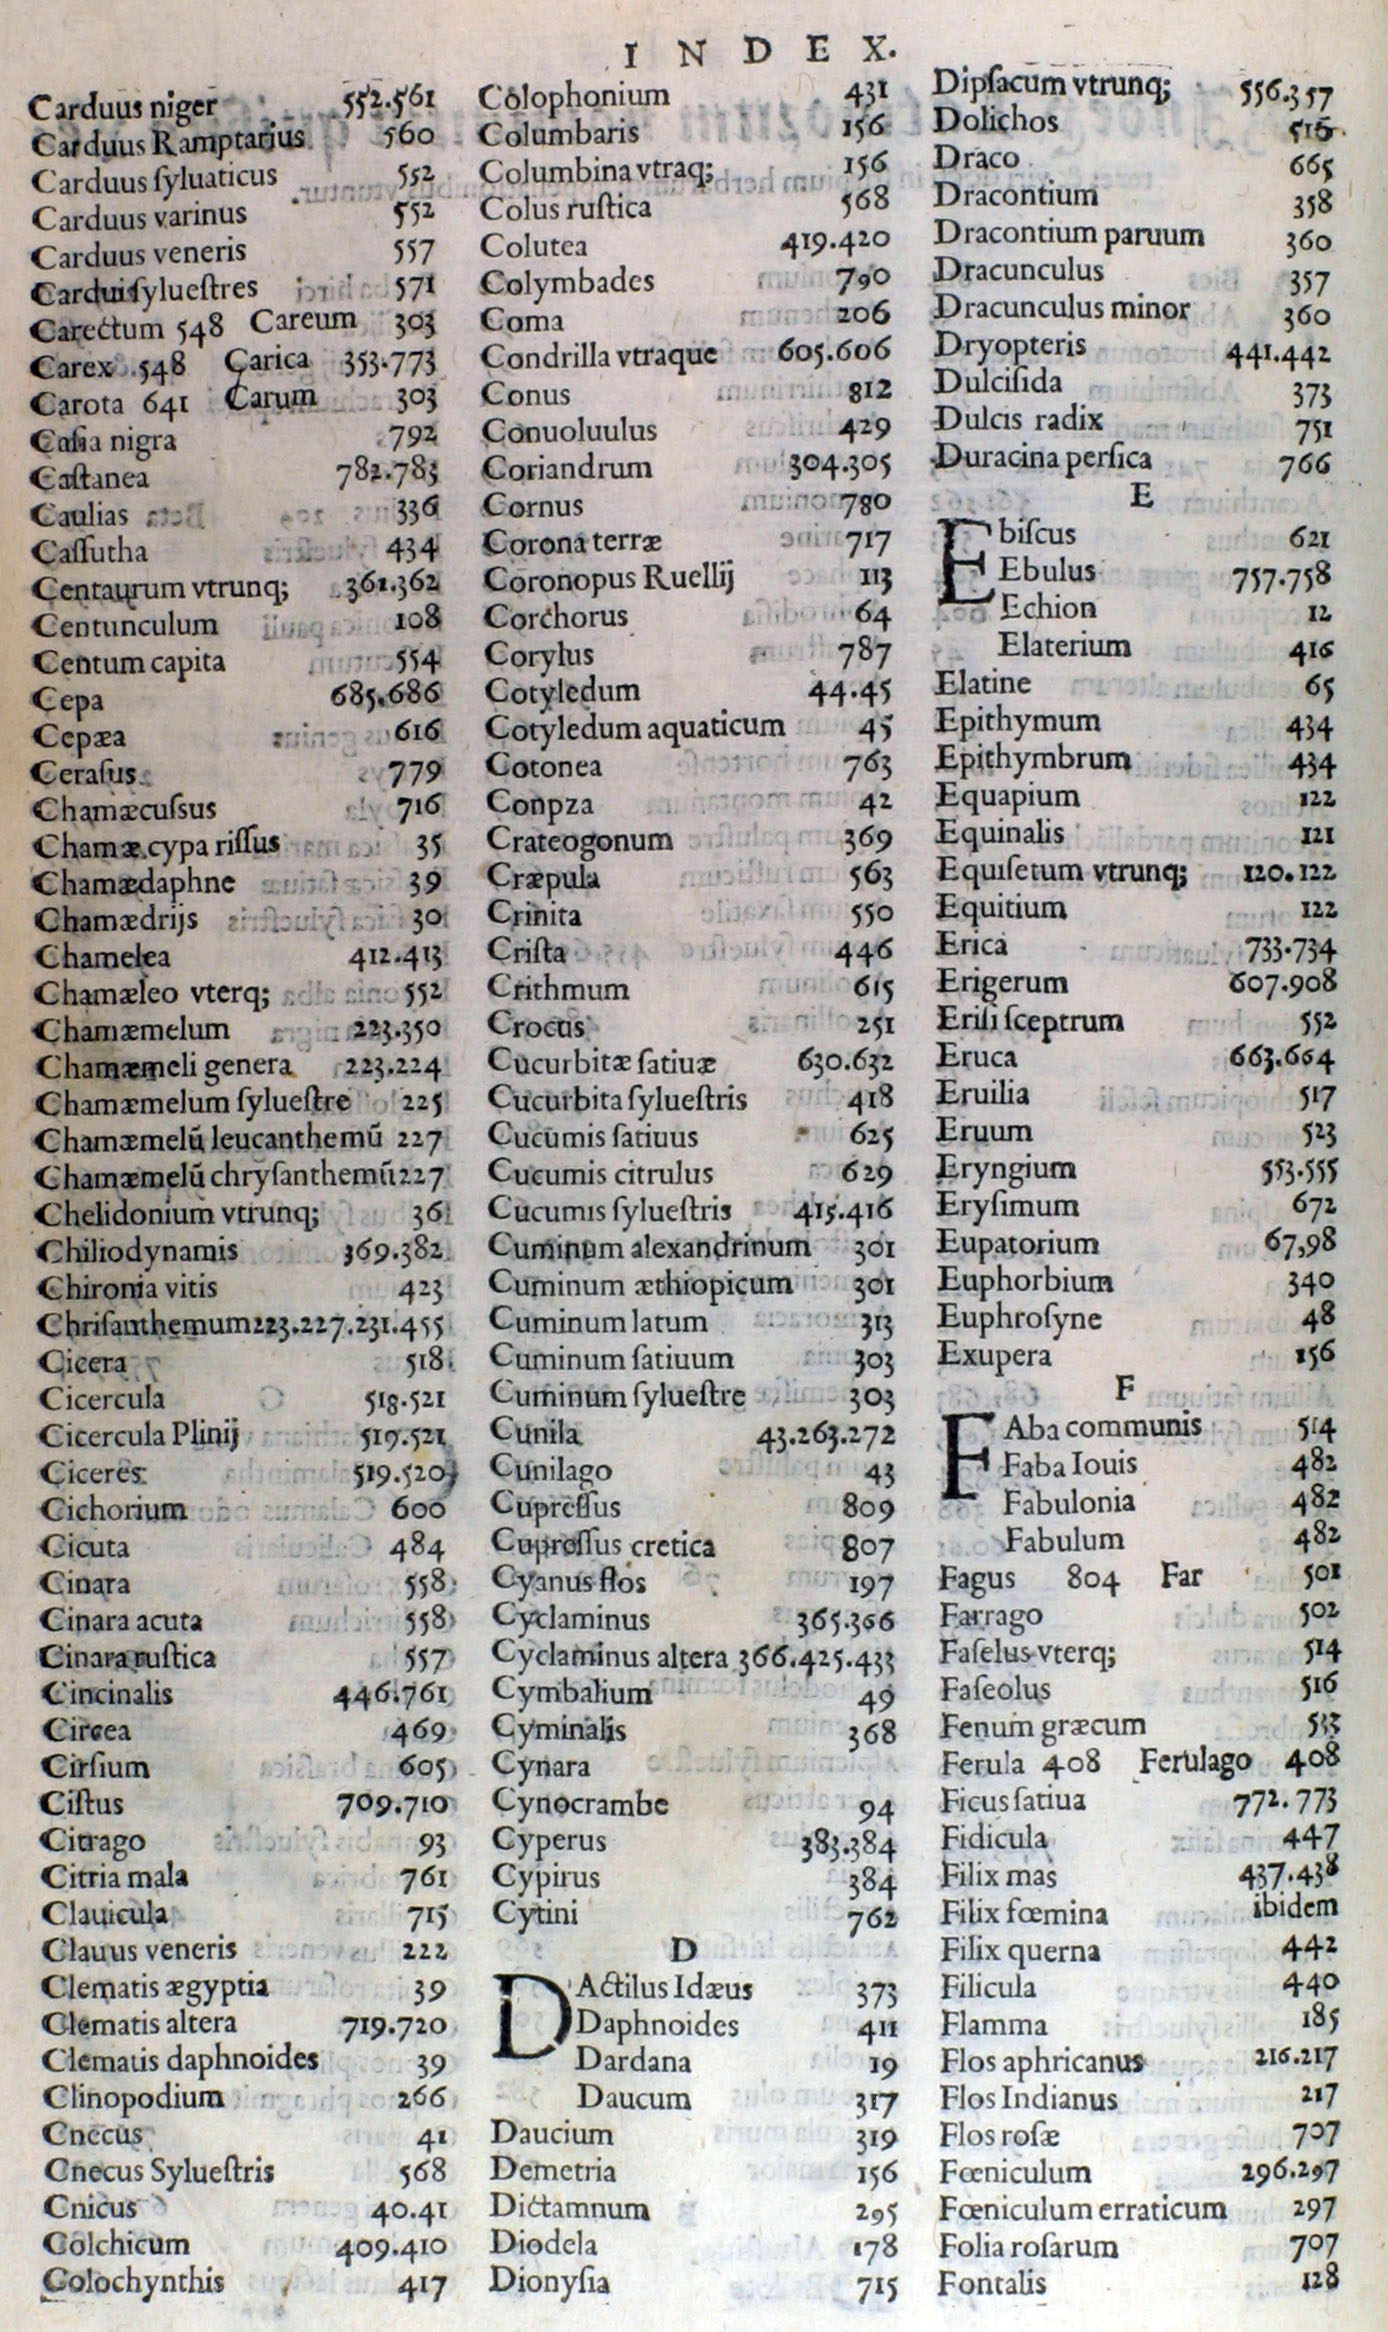 INDEX.
Carduus niger 552.561
Carduus Ramptarius 560
Carduus ſyluaticus 552
Carduus varinus 552
Carduus veneris 557
Cardui ſylueſtres 571
Carectum 548 Careum 303
Carex 548 Carica 353.773
Carota 641 Carum 303
Caſia nigra 792
Caſtanea 782.783
Caulias 336
Caſſutha 434
Centaurum vtrunq; 361.362
Centunculum 108
Centum capita 554
Cepa 685.686
Cepæa 616
Ceraſus 779
Chamæcuſsus 716
Chamæ cypa riſſus 35
Chamædaphne 39
Chamædrijs 30
Chamelea 412.413
Chamæleo vterq; 552
Chamæmelum 223.350
Chamæmeli genera 223.224
Chamæmelum ſylueſtre 225
Chamæmelũ leucanthemũ 227
Chamæmelũ chryſanthemũ 227
Chelidonium vtrunq; 36
Chiliodynamis 369.382
Chironia vitis 423
Chriſanthemum 223.227.231.455
Cicera 518
Cicercula 518.521
Cicercula Plinij 519.521
Ciceres 519.520
Cichorium 600
Cicuta 484
Cinara 558
Cinara acuta 558
Cinara ruſtica 557
Cincinalis 446.761
Circea 469
Cirſium 605
Ciſtus 709.710
Citrago 93
Citria mala 761
Clauicula 715
Clauus veneris 222
Clematis ægyptia 39
Clematis altera 719.720
Clematis daphnoides 39
Clinopodium 266
Cnecus 41
Cnecus Sylueſtris 568
Cnicus 40.41
Colchicum 409.410
Colochynthis 417
Colophonium 431
Columbaris 156
Columbina vtraq; 156
Colus ruſtica 568
Colutea 419.420
Colymbades 790
Coma 206
Condrilla vtraque 605.606
Conus 812
Conuoluulus 429
Coriandrum 304.305
Cornus 780
Corona terræ 717
Coronopus Ruellij 113
Corchorus 64
Corylus 787
Cotyledum 44.45
Cotyledum aquaticum 45
Cotonea 763
Conpza 42
Crateogonum 369
Cræpula 563
Crinita 550
Criſta 446
Crithmum 615
Crocus 251
Cucurbitæ ſatiuæ 630.632
Cucurbita ſylueſtris 418
Cucumis ſatiuus 625
Cucumis citrulus 629
Cucumis ſylueſtris 415.416
Cuminum alexandrinum 301
Cuminum æthiopicum 301
Cuminum latum 313
Cuminum ſatiuum 303
Cuminum ſylueſtre 303
Cunila 43.263.272
Cunilago 43
Cupreſſus 809
Cupreſſus cretica 807
Cyanus flos 197
Cyclaminus 365.366
Cyclaminus altera 366.425.433
Cymbalium 49
Cyminalis 368
Cynara
Cynocrambe 94
Cyperus 383.384
Cypirus 384
Cytini 762
D
DActilus Idæus 373
Daphnoides 411
Dardana 19
Daucum 317
Daucium 319
Demetria 156
Dictamnum 295
Diodela 178
Dionyſia 715
Dipſacum vtrunq; 556.357
Dolichos 516
Draco 665
Dracontium 358
Dracontium paruum 360
Dracunculus 357
Dracunculus minor 360
Dryopteris 441.442
Dulciſida 373
Dulcis radix 751
Duracina perſica 766
E
Ebiſcus 621
Ebulus 757.758
Echion 12
Elaterium 416
Elatine 65
Epithymum 434
Epithymbrum 434
Equapium 122
Equinalis 121
Equiſetum vtrunq; 120.122
Equitium 122
Erica 733.734
Erigerum 607.908
Eriſi ſceptrum 552
Eruca 663.664
Eruilia 517
Eruum 523
Eryngium 553.555
Eryſimum 672
Eupatorium 67,98
Euphorbium 340
Euphroſyne 48
Exupera 156
F
FAba communis 514
Faba Iouis 482
Fabulonia 482
Fabulum 482
Fagus 804 Far 501
Farrago 502
Faſelus vterq; 514
Faſeolus 516
Fenum græcum 533
Ferula 408 Ferulago 408
Ficus ſatiua 772.773
Fidicula 447
Filix mas 437.438
Filix fœmina ibidem
Filix querna 442
Filicula 440
Flamma 185
Flos aphricanus 216.217
Flos Indianus 217
Flos roſæ 707
Fœniculum 296.297
Fœniculum erraticum 297
Folia roſarum 707
Fontalis 128